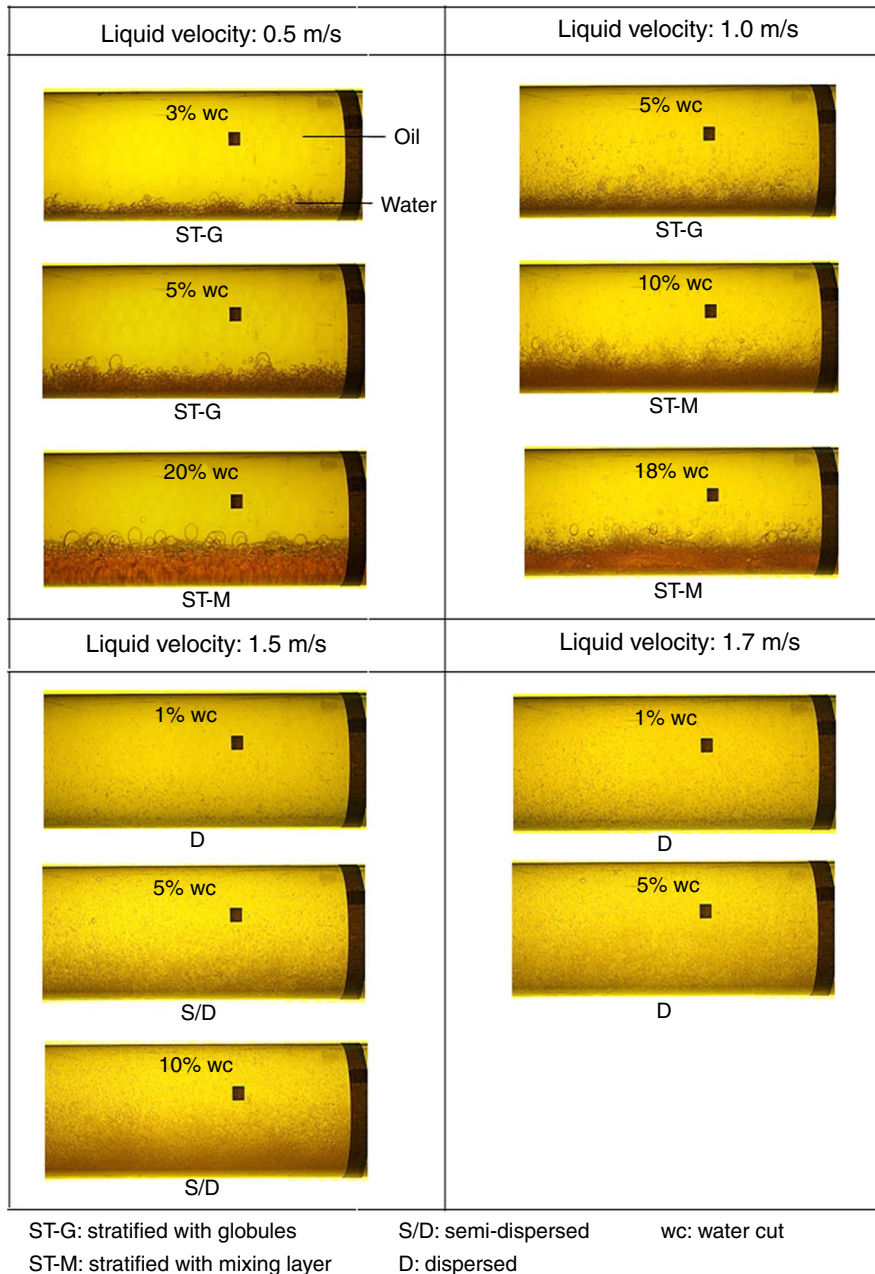 Liquid velocity: 0.5 m/s
Liquid velocity: 1.0 m/s
3% wc
Oil
Water
ST-G
5% wc
ST-G
20% wc
ST-M
5% wc
ST-G
10% wc
ST-M
18% wc
ST-M
Liquid velocity: 1.5 m/s
Liquid velocity: 1.7 m/s
1% wc
D
5% wc
S/D
10% wc
S/D
1% wc
D
5% wc
D
ST-G: stratified with globules
S/D: semi-dispersed
wc: water cut
ST-M: stratified with mixing layer
D: dispersed